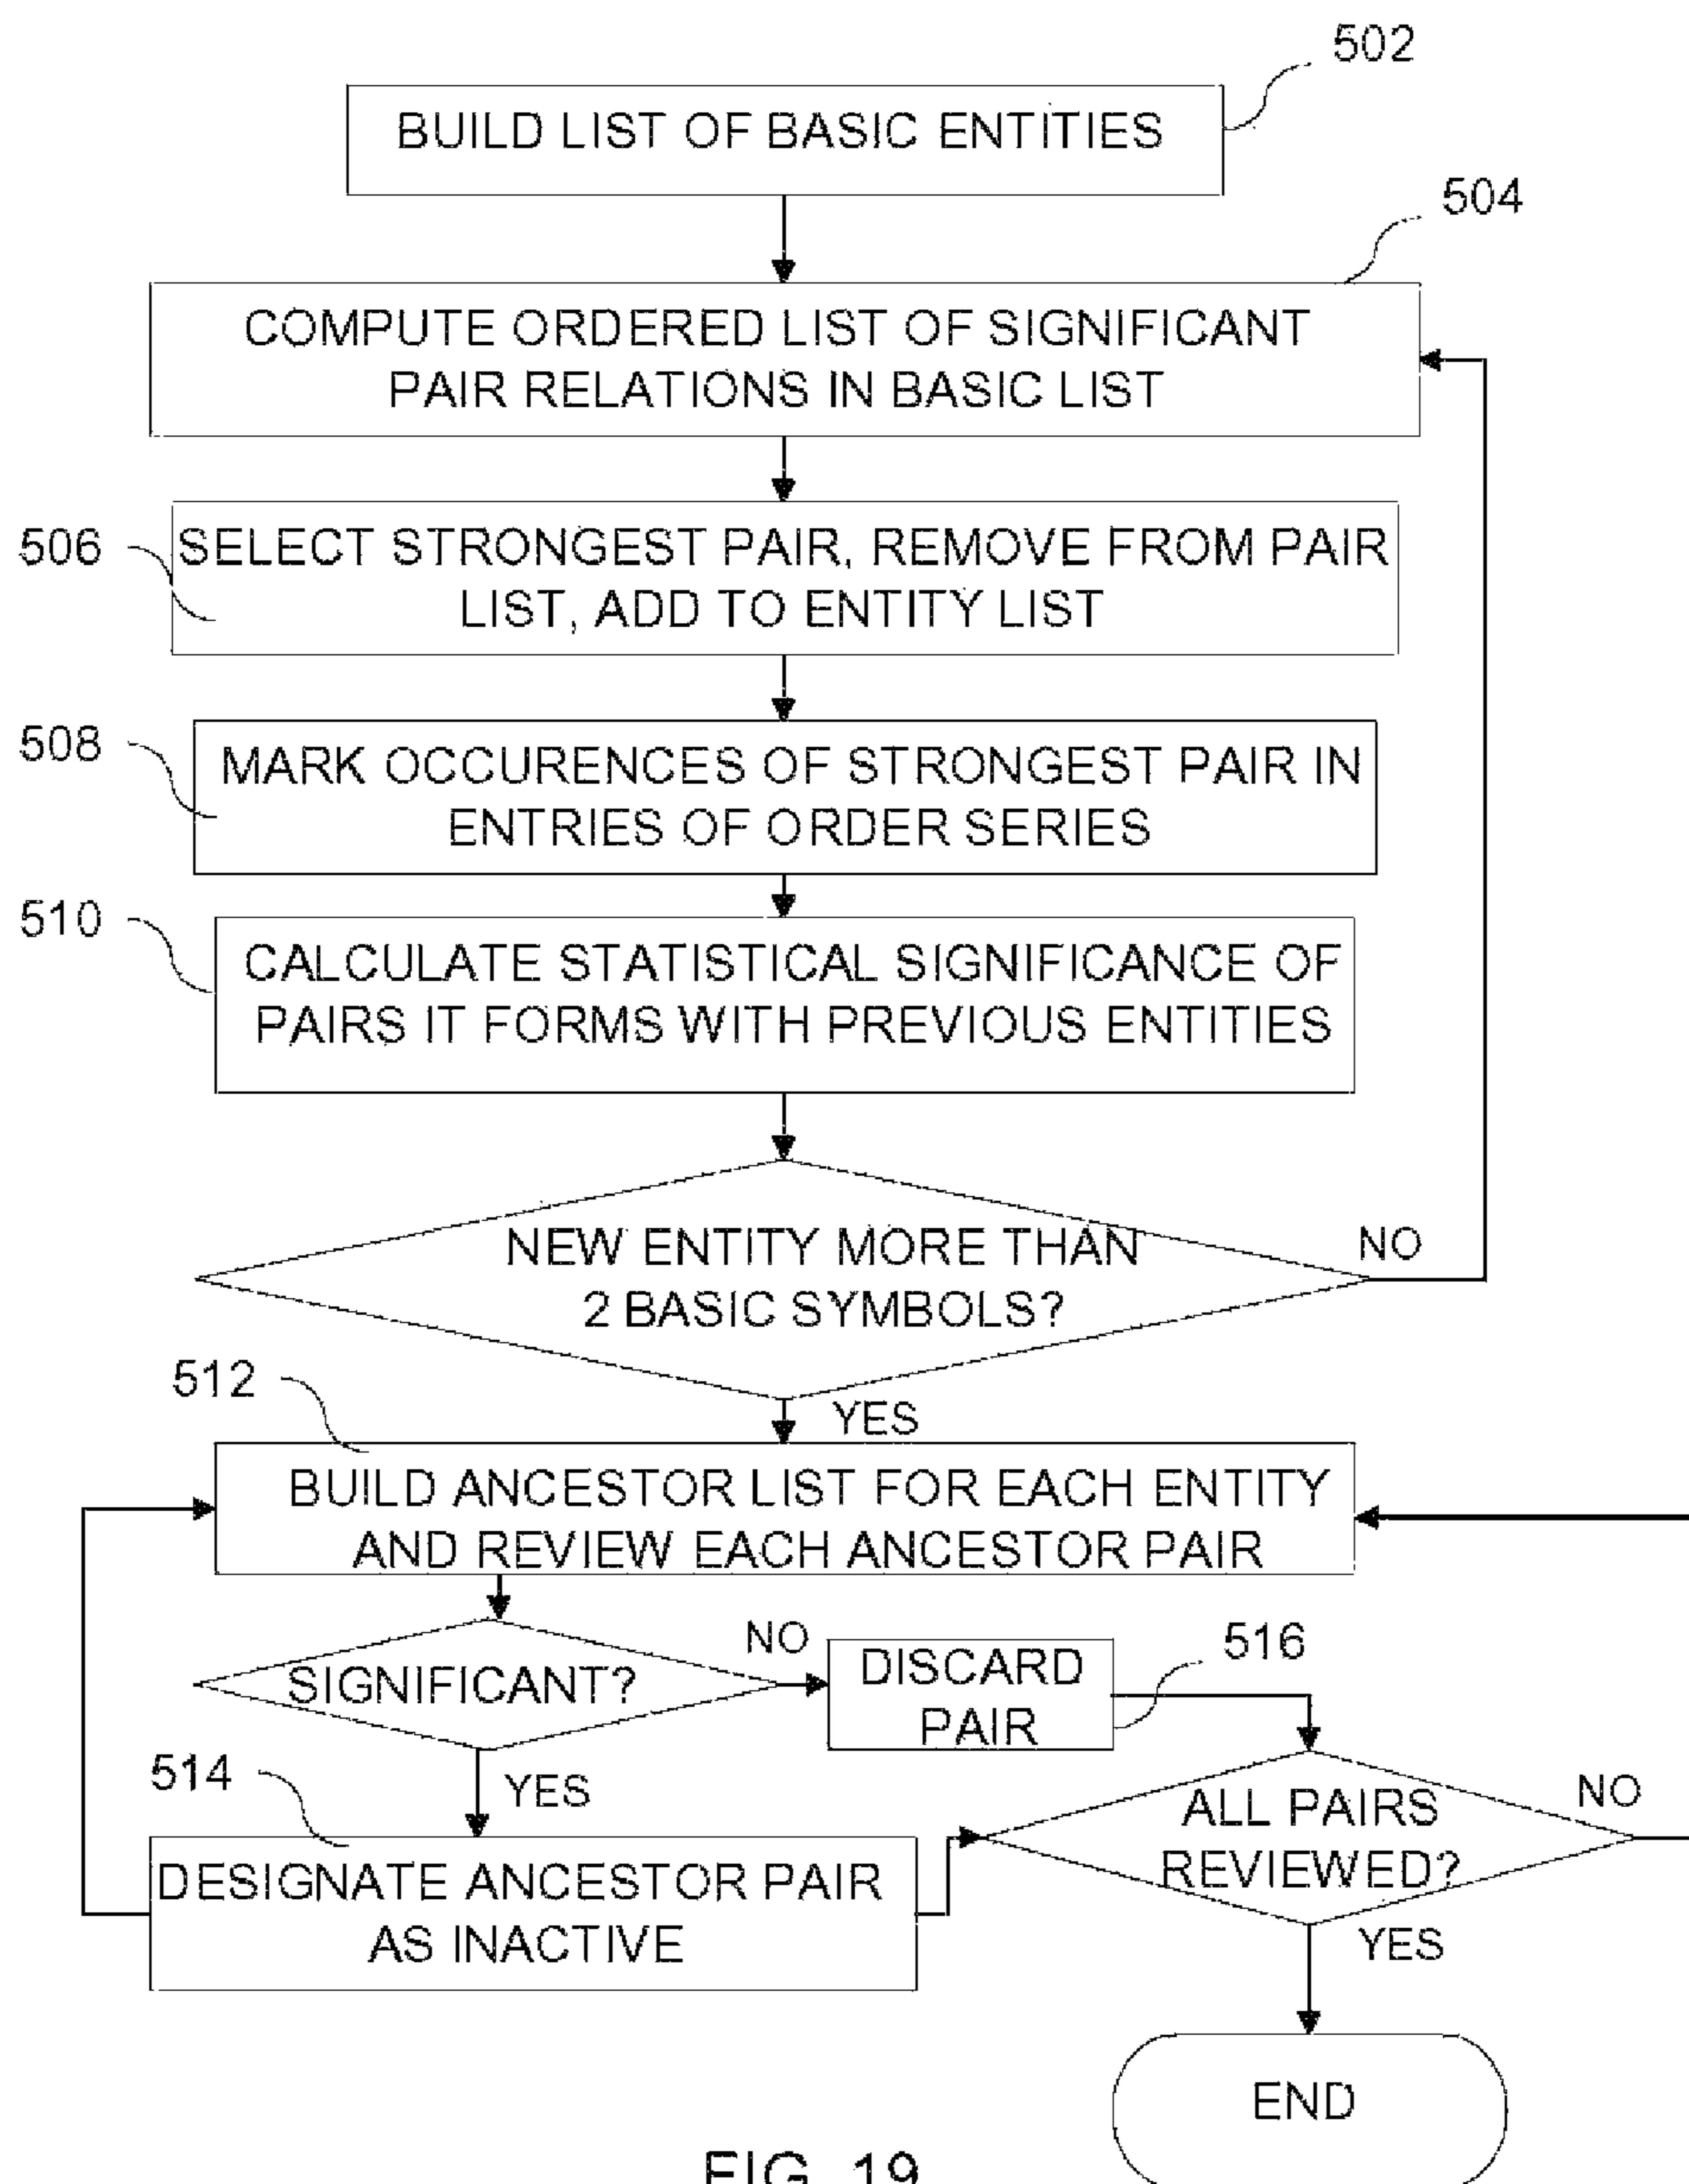 502
BUILD LIST OF BASIC ENTITIES
504
COMPUTE ORDERED LIST OF SIGNIFICANT
PAIR RELATIONS IN BASIC LIST
506
SELECT STRONGEST PAIR, REMOVE FROM PAIR
LIST, ADD TO ENTITY LIST
508
MARK OCCURENCES OF STRONGEST PAIR IN
ENTRIES OF ORDER SERIES
510
CALCULATE STATISTICAL SIGNIFICANCE OF
PAIRS IT FORMS WITH PREVIOUS ENTITIES
NEW ENTITY MORE THAN
2 BASIC SYMBOLS?
NO
YES
512
BUILD ANCESTOR LIST FOR EACH ENTITY
AND REVIEW EACH ANCESTOR PAIR
SIGNIFICANT?
NO
DISCARD
PAIR
516
YES
514
DESIGNATE ANCESTOR PAIR
AS INACTIVE
ALL PAIRS
REVIEWED?
NO
YES
END
FIG. 19